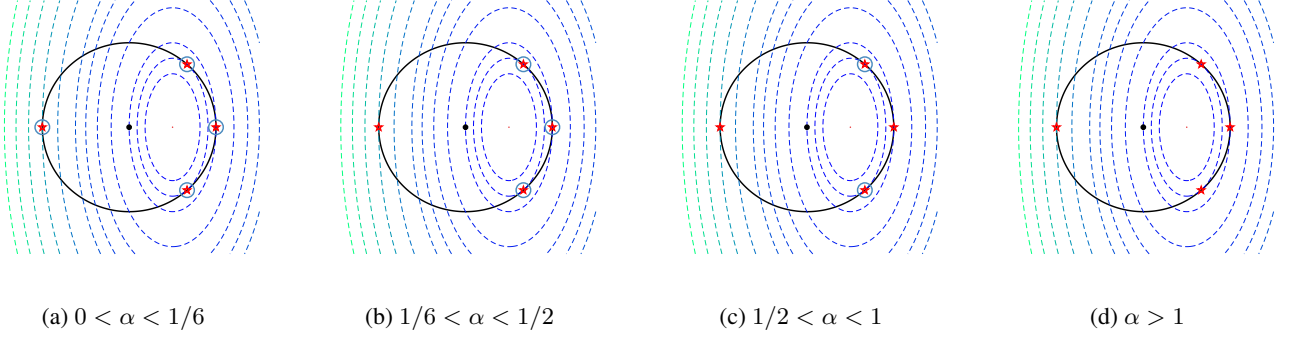 (a) 0 < α < 1/6
(b) 1/6 < α < 1/2
(c) 1/2 < α < 1
(d) α > 1